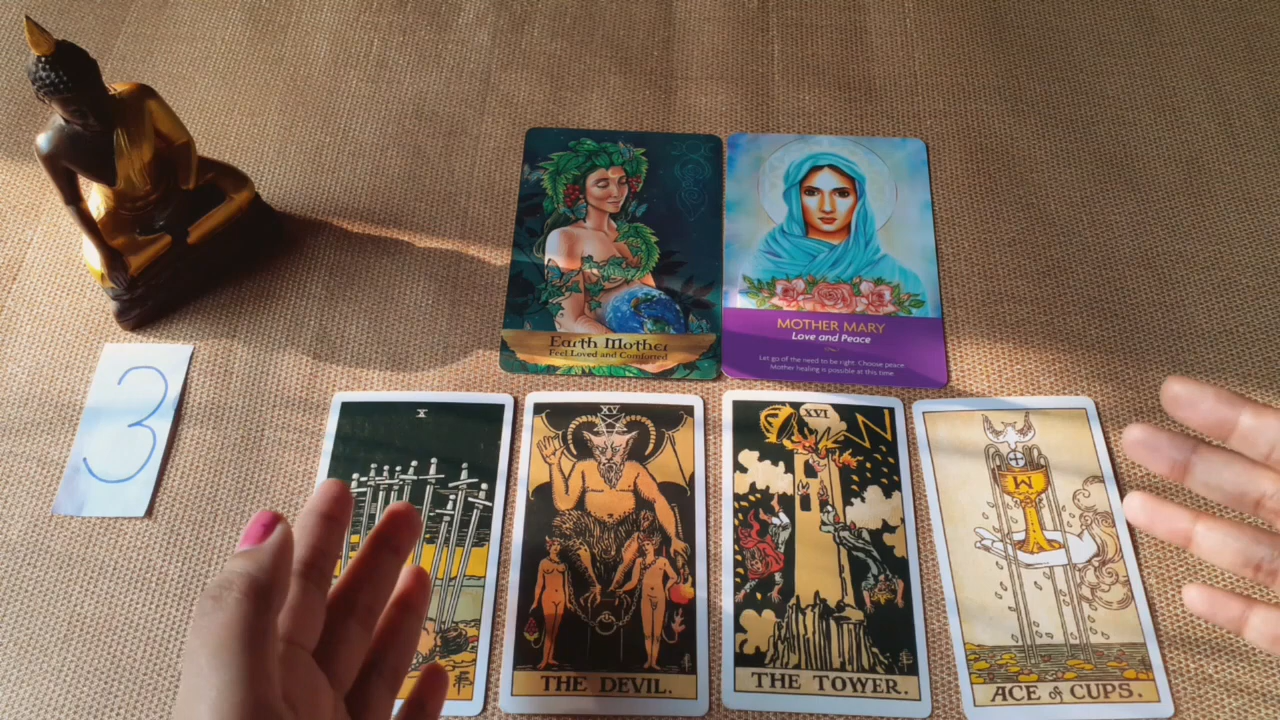 Earth Mother
Feel Loved and Comforted
MOTHER MARY
Love and Peace
Let go of the need to be right. Choose peace.
Mother healing is possible at this time.
3
X
XV
THE DEVIL.
XVI
THE TOWER.
W
ACE of CUPS.